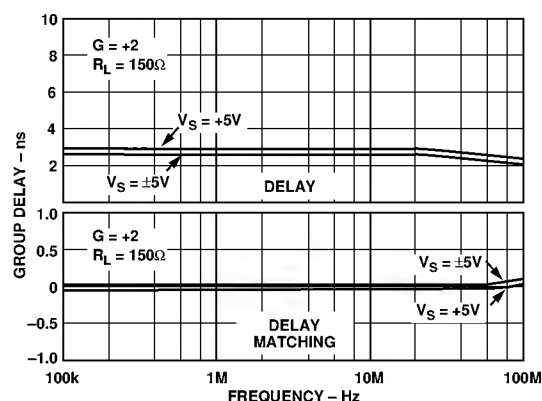 10
8
6
4
2
G = +2
R_L = 150Ω
V_S = +5V
V_S = ±5V
DELAY
GROUP DELAY – ns
1.0
0.5
0
–0.5
–1.0
G = +2
R_L = 150Ω
V_S = ±5V
V_S = +5V
DELAY
MATCHING
100k
1M
10M
100M
FREQUENCY – Hz